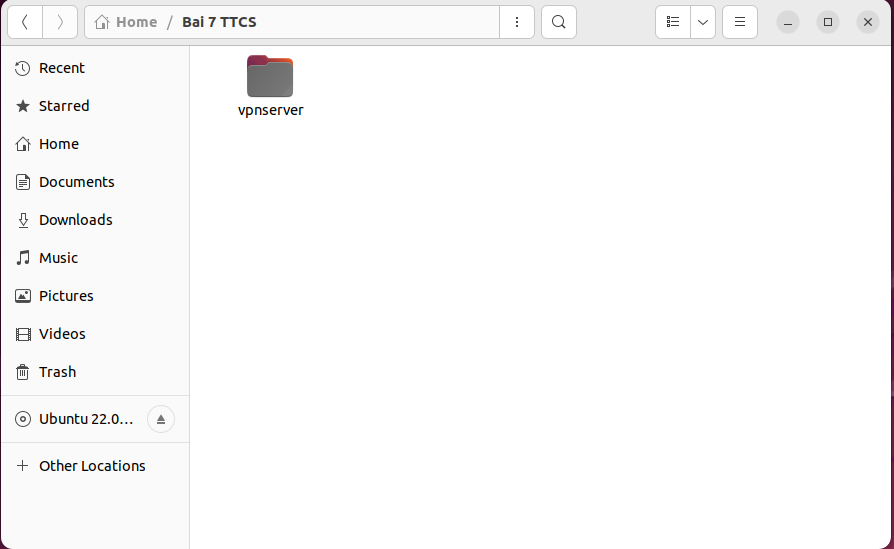 Home / Bai 7 TTCS
Recent
Starred
Home
Documents
Downloads
Music
Pictures
Videos
Trash
Ubuntu 22.0…
Other Locations
vpnserver